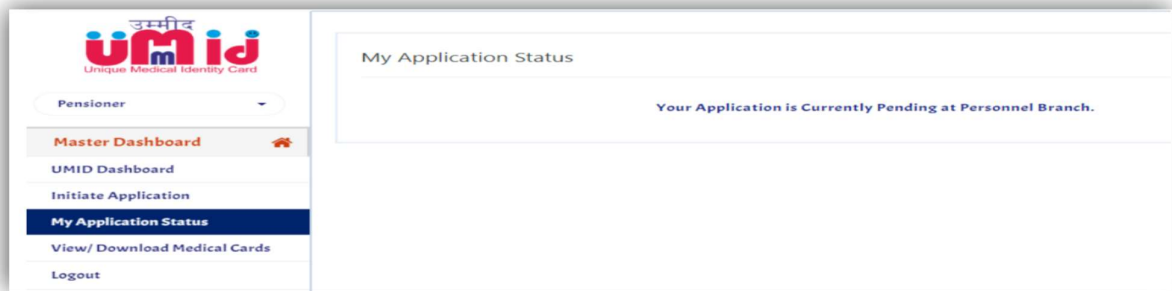 उम्मीद
UMmid
Unique Medical Identity Card
Pensioner
Master Dashboard
UMID Dashboard
Initiate Application
My Application Status
View/ Download Medical Cards
Logout
My Application Status
Your Application is Currently Pending at Personnel Branch.